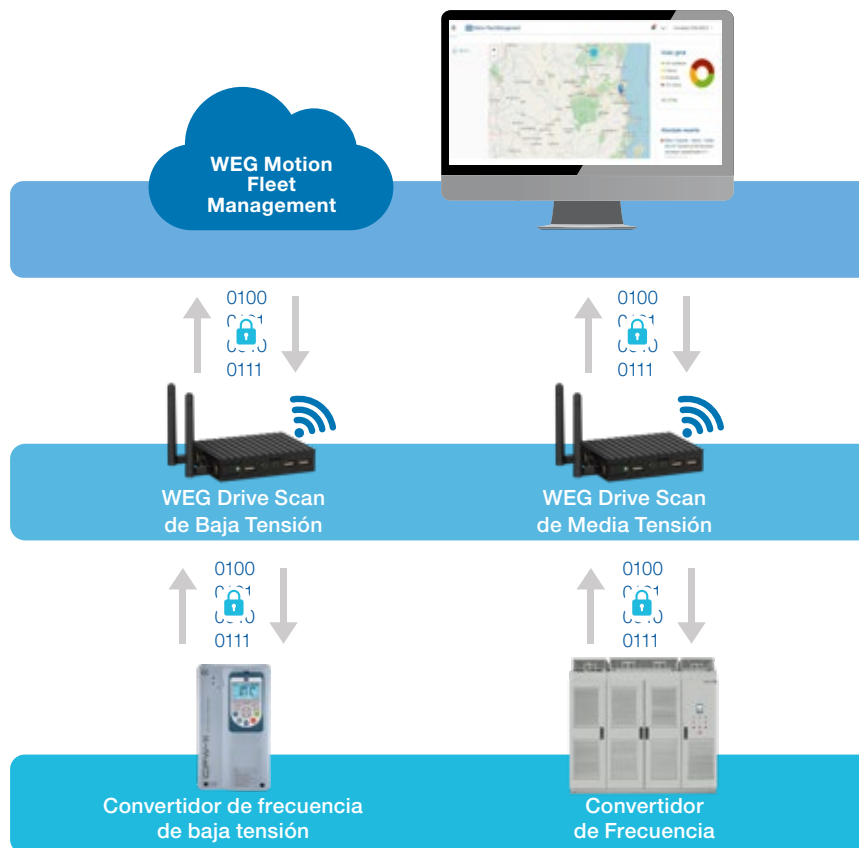 WEG Motion
Fleet
Management
0100
0111
0100
0111
WEG Drive Scan
de Baja Tensión
WEG Drive Scan
de Media Tensión
0100
0111
0100
0111
Convertidor de frecuencia
de baja tensión
Convertidor
de Frecuencia